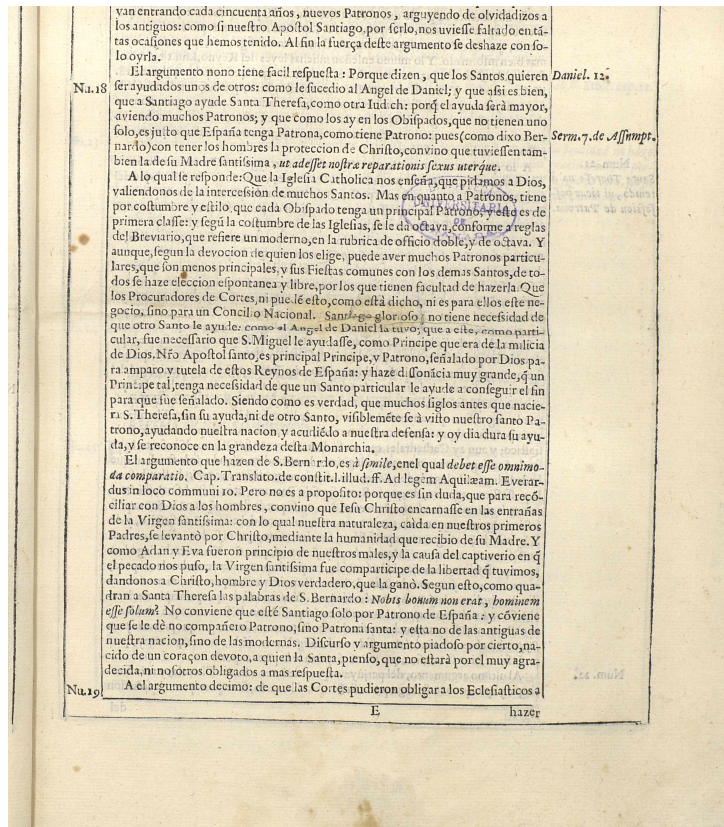 van entrando cada cincuenta años, nuevos Patronos, arguyendo de olvidadizos a
los antiguos: como si nuestro Apostol Santiago, por serlo, nos uviesse faltado en tã-
tas ocasiones que hemos tenido. Al fin la fuerça deste argumento se deshaze con so-
lo oyrla.
El argumento nono tiene facil respuesta: Porque dizen, que los Santos quieren
Daniel. 12.
Nu. 18
ser ayudados unos de otros: como le sucedio al Angel de Daniel; y que assi es bien,
que a Santiago ayude Santa Theresa, como otra Iudich: porq̃ el ayuda serà mayor,
aviendo muchos Patronos; y que como los ay en los Obispados, que no tienen uno
solo, es justo que España tenga Patrona, como tiene Patrono: pues (como dixo Ber-
Serm. 7. de Assumpt.
nardo) con tener los hombres la proteccion de Christo, convino que tuviessen tam-
bien la de su Madre santissima, ut adesset nostræ reparationis sexus uterque.
A lo qual se responde: Que la Iglesia Catholica nos enseña, que pidamos a Dios,
valiendonos de la intercession de muchos Santos. Mas en quanto a Patronos, tiene
por costumbre y estilo, que cada Obispado tenga un principal Patrono, y este es de
primera classe: y segũ la costumbre de las Iglesias, se le dà octava, conforme a reglas
del Breviario, que refiere un moderno, en la rubrica de officio doble, y de octava. Y
aunque, segun la devocion de quien los elige, puede aver muchos Patronos particu-
lares, que son menos principales, y sus Fiestas comunes con los demas Santos, de to-
dos se haze eleccion espontanea y libre, por los que tienen facultad de hazerla. Que
los Procuradores de Cortes, ni puedẽ esto, como està dicho, ni es para ellos este ne-
gocio, sino para un Concilio Nacional. Santiago glorioso, no tiene necessidad de
que otro Santo le ayude: como el Angel de Daniel la tuvo; que a este, como parti-
cular, fue necessario que S. Miguel le ayudasse, como Principe que era de la milicia
de Dios. Nr̃o Apostol santo, es principal Principe, y Patrono, señalado por Dios pa-
ra amparo y tutela de estos Reynos de España: y haze dissonãcia muy grande, q̃ un
Principe tal, tenga necessidad de que un Santo particular le ayude a conseguir el fin
para que fue señalado. Siendo como es verdad, que muchos siglos antes que nacie-
ra S. Theresa, sin su ayuda, ni de otro Santo, visiblemẽte se à visto nuestro santo Pa-
trono, ayudando nuestra nacion, y acudiẽdo a nuestra defensa: y oy dia dura su ayu-
da, y se reconoce en la grandeza desta Monarchia.
El argumento que hazen de S. Bernardo, es à simile, en el qual debet esse omnimo-
da comparatio. Cap. Translato. de constit. l. illud. ff. Ad legem Aquilæam. Everar-
dus in loco communi 10. Pero no es a proposito: porque es sin duda, que para recõ-
ciliar con Dios a los hombres, convino que Iesu Christo encarnasse en las entrañas
de la Virgen santissima: con lo qual nuestra naturaleza, caida en nuestros primeros
Padres, se levantò por Christo, mediante la humanidad que recibio de su Madre. Y
como Adan y Eva fueron principio de nuestros males, y la causa del captiverio en q̃
el pecado nos puso, la Virgen santissima fue comparticipe de la libertad q̃ tuvimos,
dandonos a Christo, hombre y Dios verdadero, que la ganò. Segun esto, como qua-
dran a Santa Theresa las palabras de S. Bernardo: Nobis bonum non erat, hominem
esse solum? No conviene que estè Santiago solo por Patrono de España: y cõviene
que se le dè no compañero Patrono, sino Patrona santa: y esta no de las antiguas de
nuestra nacion, sino de las modernas. Discurso y argumento piadoso por cierto, na-
cido de un coraçon devoto, a quien la Santa, pienso, que no estarà por el muy agra-
decida, ni nosotros obligados a mas respuesta.
Nu. 19
A el argumento decimo: de que las Cortes pudieron obligar a los Eclesiasticos a
E
hazer